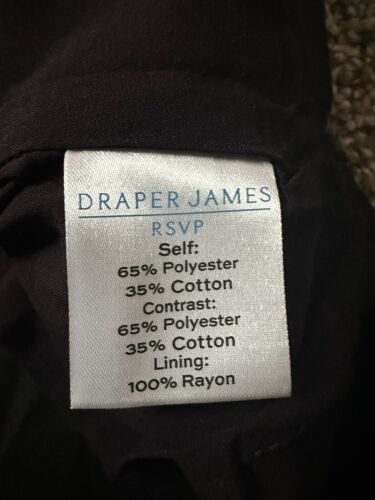 DRAPER JAMES
RSVP
Self:
65% Polyester
35% Cotton
Contrast:
65% Polyester
35% Cotton
Lining:
100% Rayon